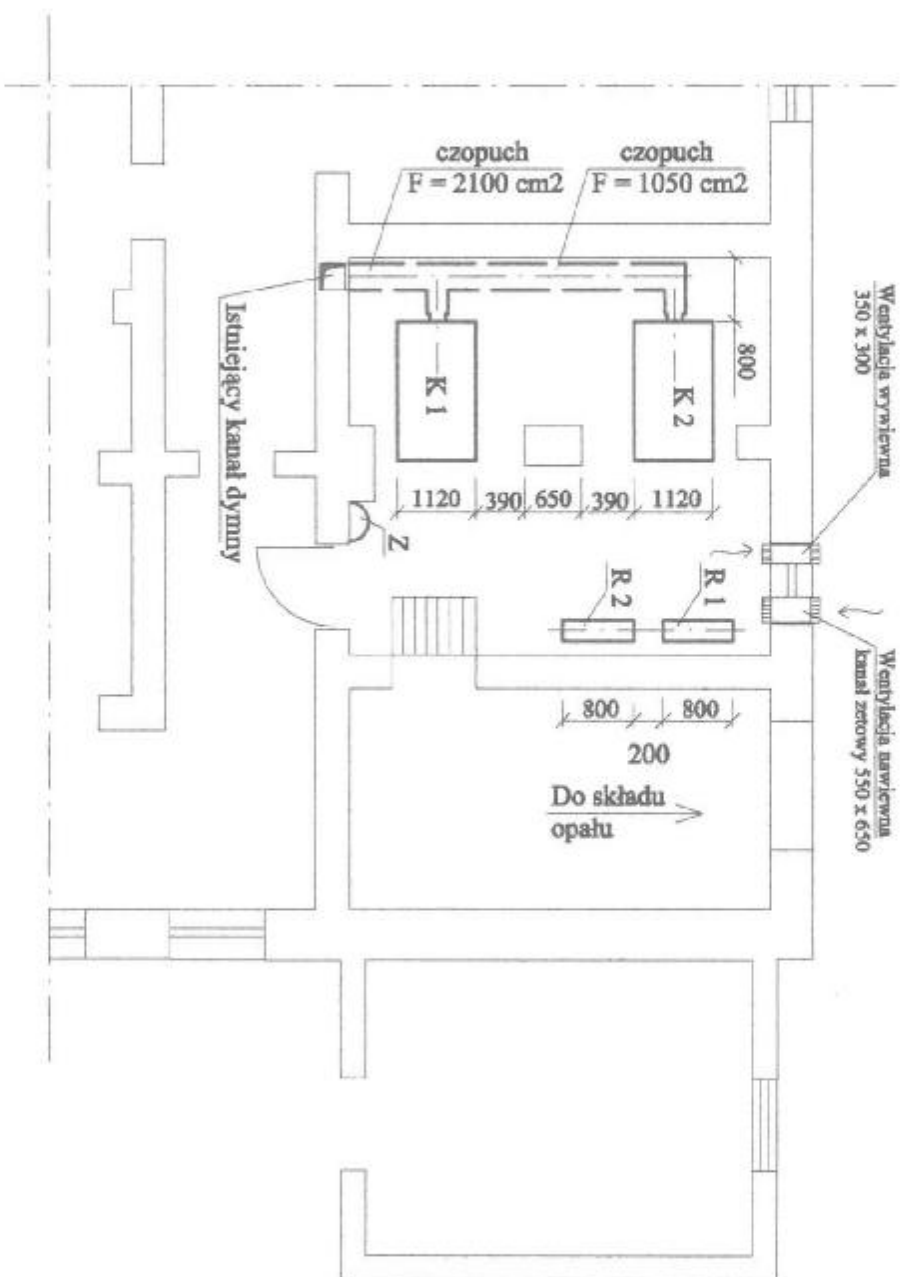 czopuch
F = 2100 cm2
czopuch
F = 1050 cm2
Wentylacja wywiewna
350 x 300
Istniejący kanał dymny
K 1
K 2
800
1120
390
650
390
1120
Z
R 2
R 1
Wentylacja nawiewna
kanał zetowy 550 x 650
800
800
200
Do składu
opału